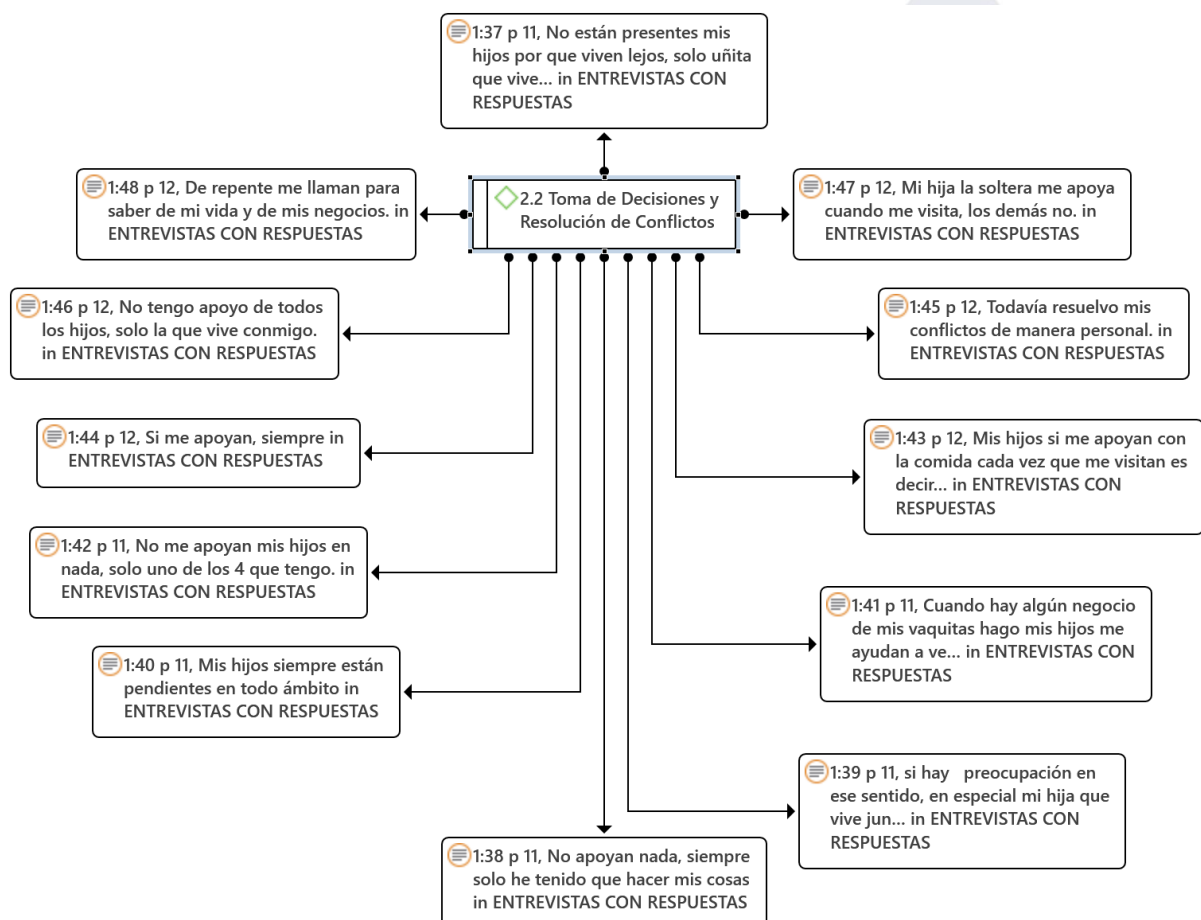 1:37 p 11, No están presentes mis
hijos por que viven lejos, solo uñita
que vive... in ENTREVISTAS CON
RESPUESTAS
1:48 p 12, De repente me llaman para
saber de mi vida y de mis negocios. in
ENTREVISTAS CON RESPUESTAS
2.2 Toma de Decisiones y
Resolución de Conflictos
1:47 p 12, Mi hija la soltera me apoya
cuando me visita, los demás no. in
ENTREVISTAS CON RESPUESTAS
1:46 p 12, No tengo apoyo de todos
los hijos, solo la que vive conmigo.
in ENTREVISTAS CON RESPUESTAS
1:45 p 12, Todavía resuelvo mis
conflictos de manera personal. in
ENTREVISTAS CON RESPUESTAS
1:44 p 12, Si me apoyan, siempre in
ENTREVISTAS CON RESPUESTAS
1:43 p 12, Mis hijos si me apoyan con
la comida cada vez que me visitan es
decir... in ENTREVISTAS CON
RESPUESTAS
1:42 p 11, No me apoyan mis hijos en
nada, solo uno de los 4 que tengo. in
ENTREVISTAS CON RESPUESTAS
1:41 p 11, Cuando hay algún negocio
de mis vaquitas hago mis hijos me
ayudan a ve... in ENTREVISTAS CON
RESPUESTAS
1:40 p 11, Mis hijos siempre están
pendientes en todo ámbito in
ENTREVISTAS CON RESPUESTAS
1:39 p 11, si hay   preocupación en
ese sentido, en especial mi hija que
vive jun... in ENTREVISTAS CON
RESPUESTAS
1:38 p 11, No apoyan nada, siempre
solo he tenido que hacer mis cosas
in ENTREVISTAS CON RESPUESTAS